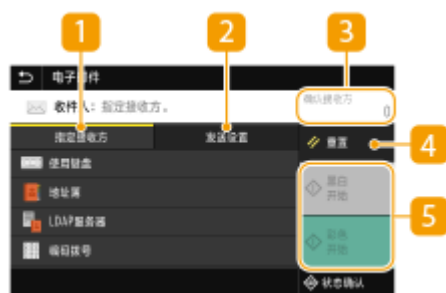 1
2
3
电子邮件
收件人：指定接收方。
确认接收方
0
指定接收方
发送设置
重置
4
使用键盘
地址簿
黑白
开始
5
LDAP服务器
彩色
开始
编码拨号
状态确认